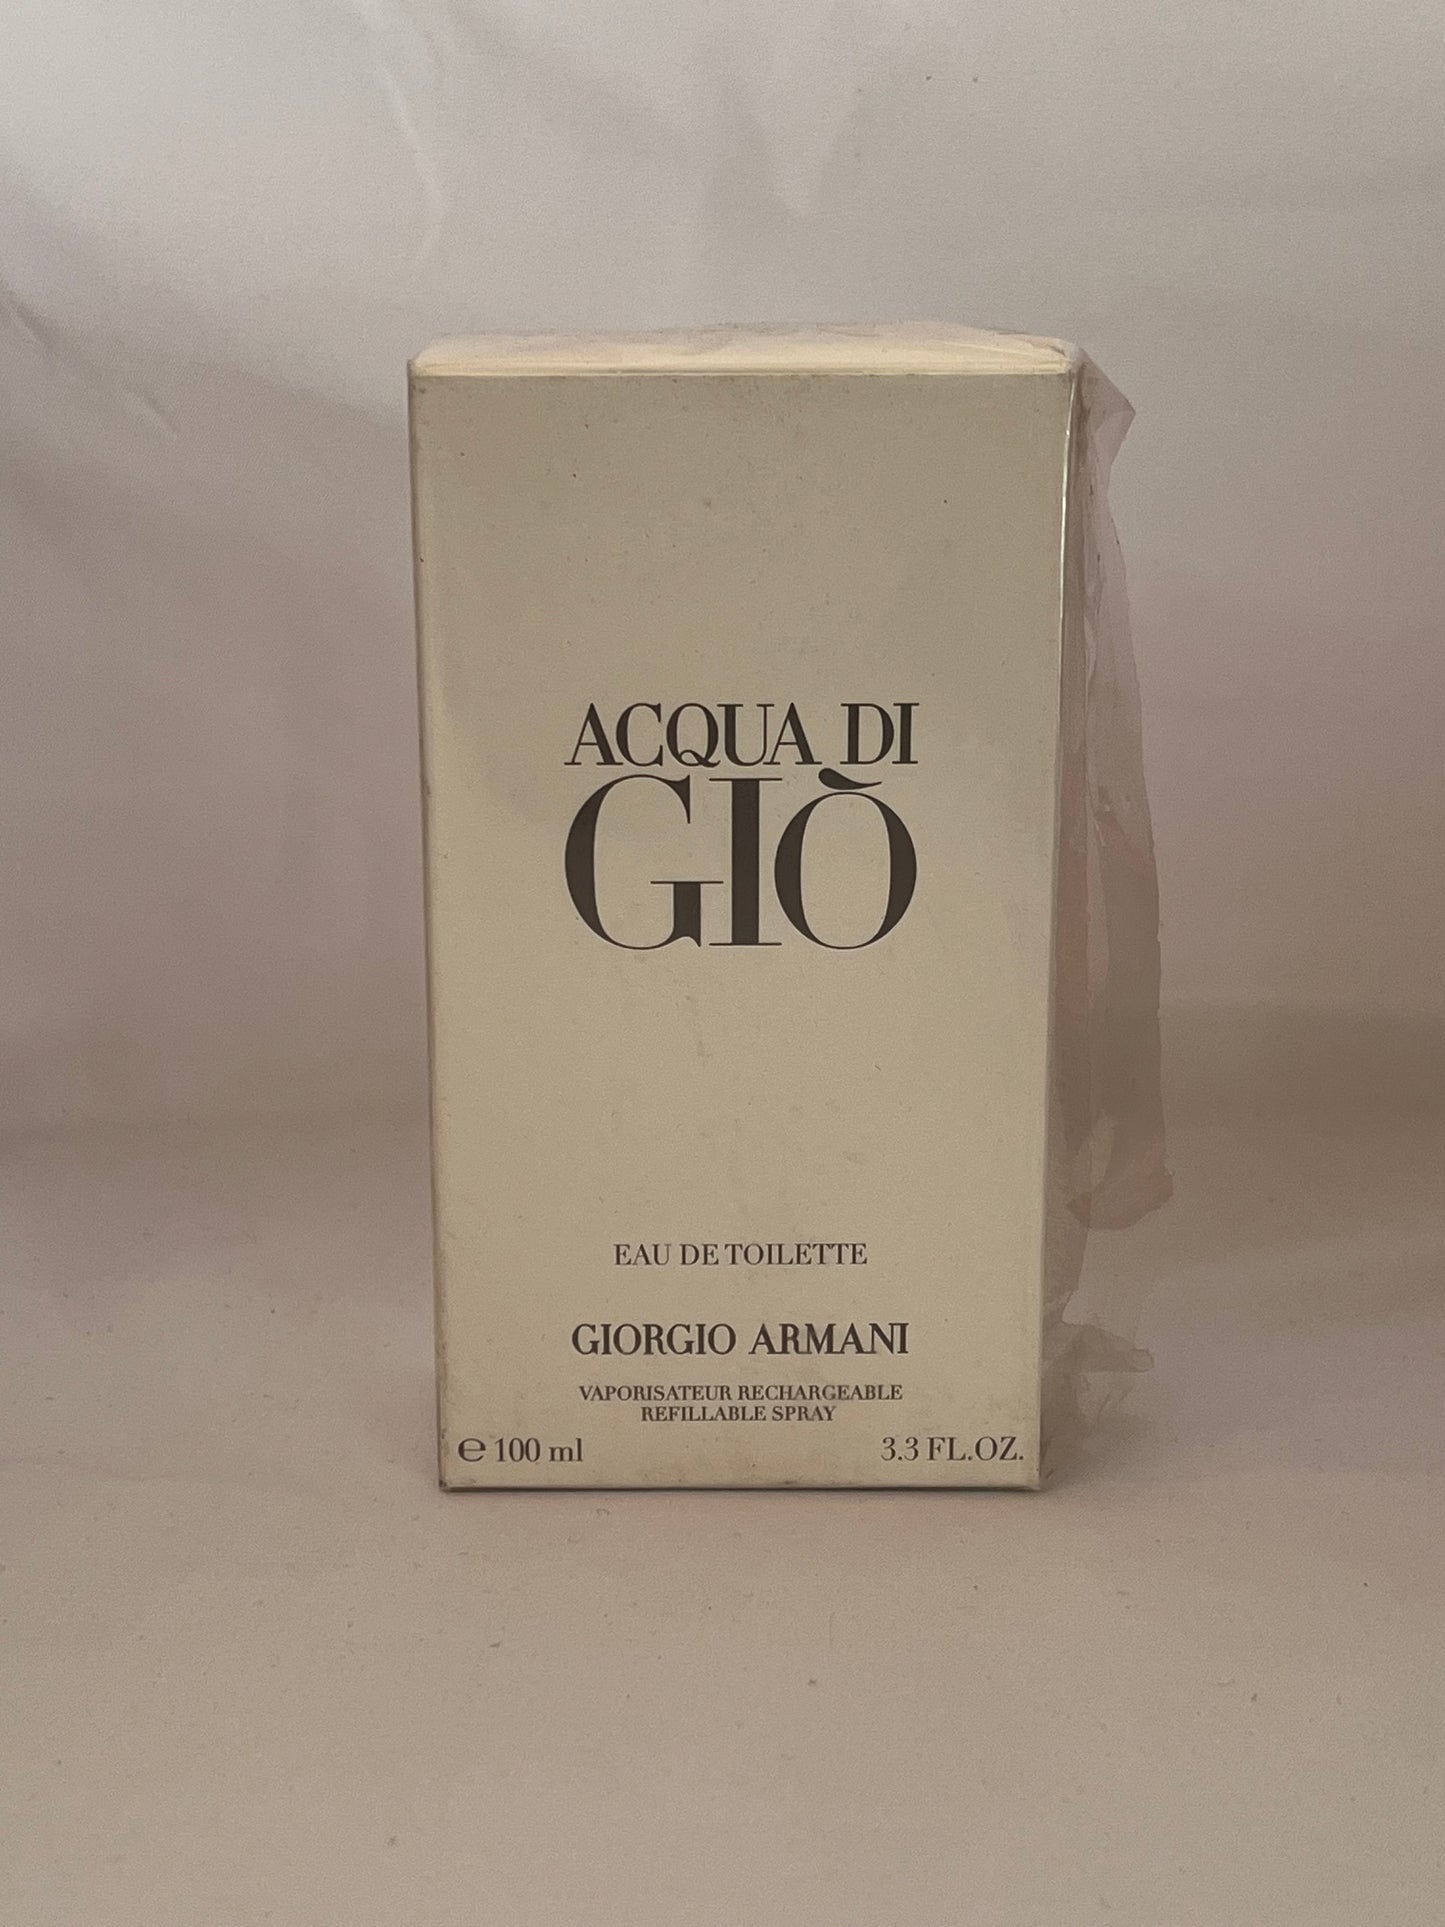 ACQUA DI
GIÒ
EAU DE TOILETTE
GIORGIO ARMANI
VAPORISATEUR RECHARGEABLE
REFILLABLE SPRAY
℮ 100 ml 3.3 FL.OZ.